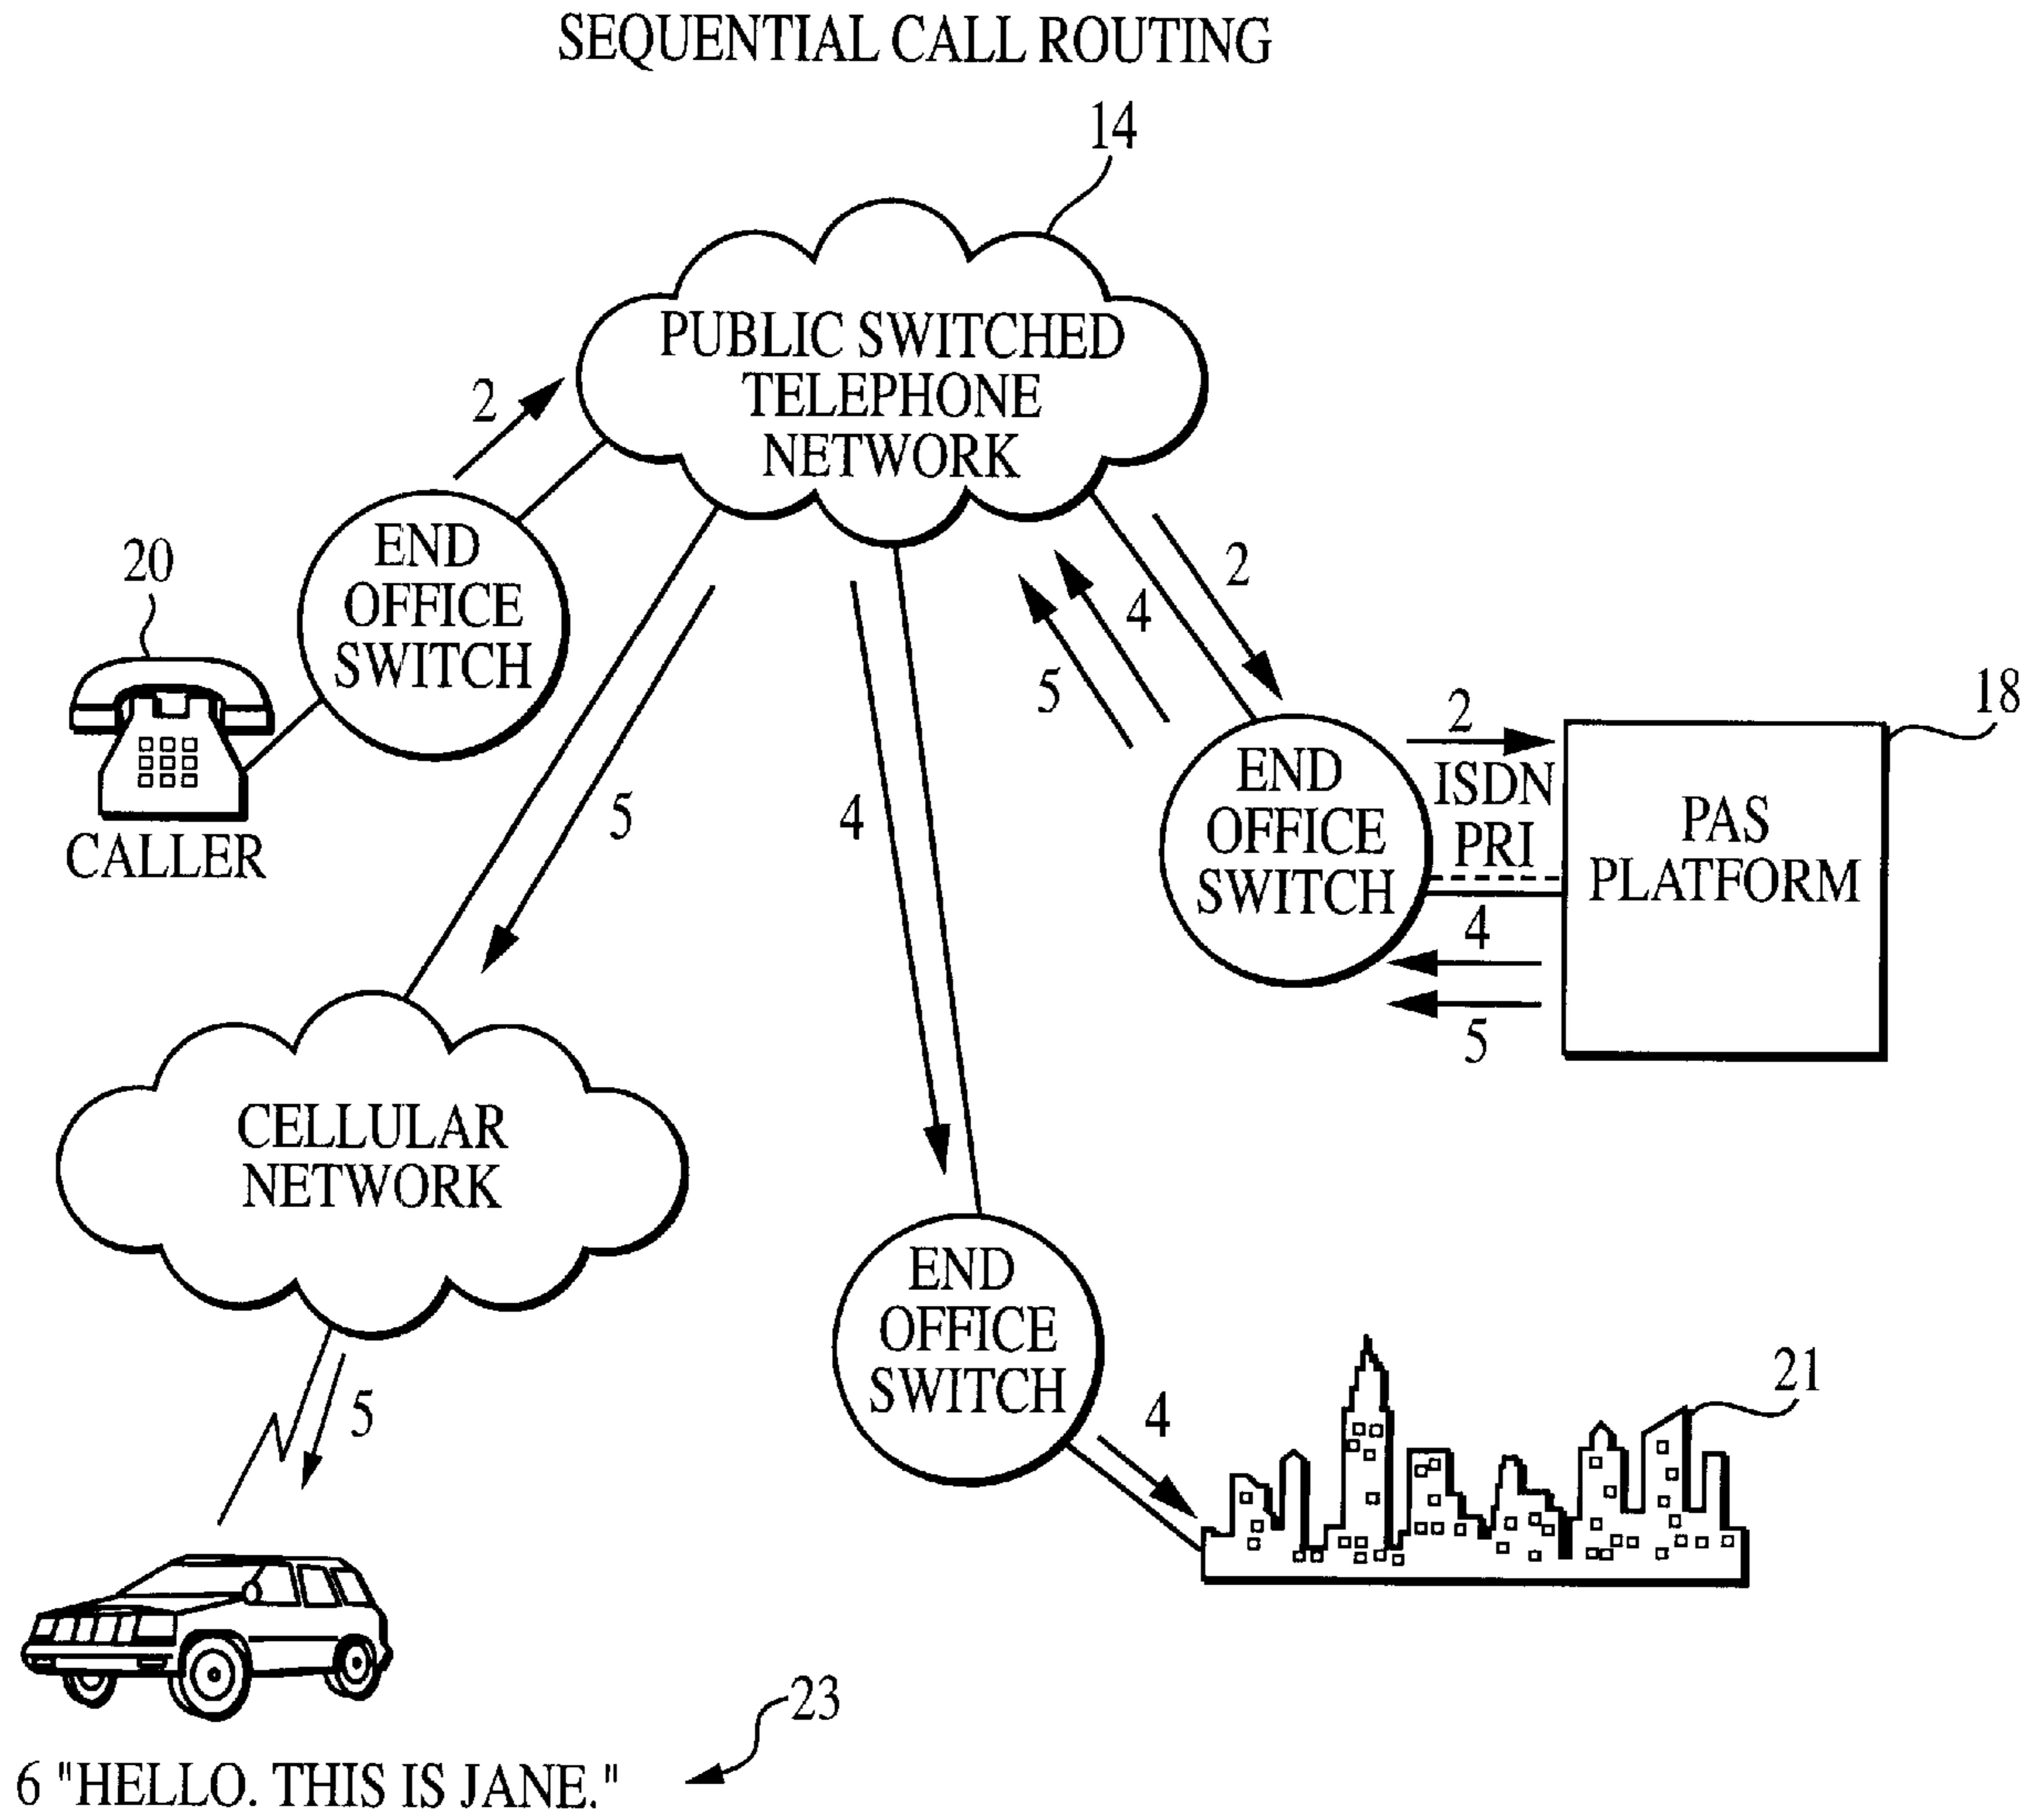 SEQUENTIAL CALL ROUTING
14
PUBLIC SWITCHED
TELEPHONE
NETWORK
2
END
OFFICE
SWITCH
20
CALLER
2
4
5
END
OFFICE
SWITCH
2
ISDN
PRI
4
5
18
PAS
PLATFORM
5
4
CELLULAR
NETWORK
END
OFFICE
SWITCH
5
4
21
23
6 "HELLO. THIS IS JANE."